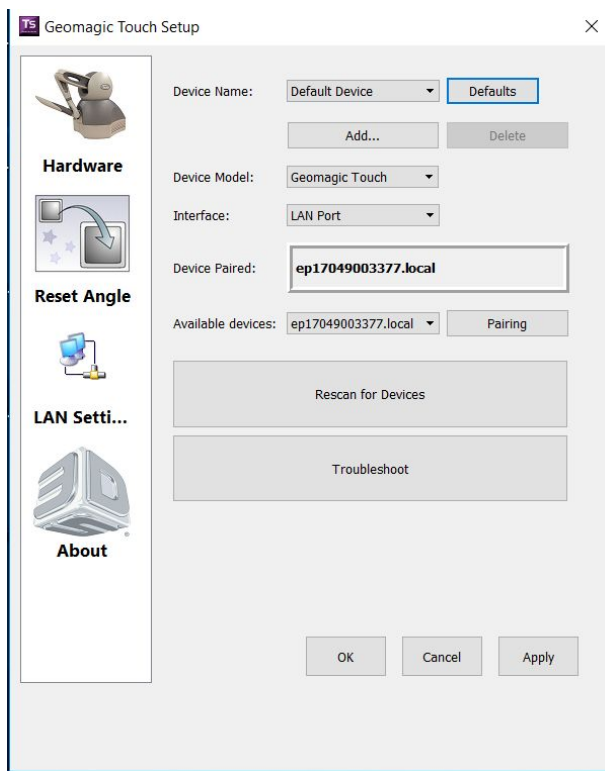 Ts Geomagic Touch Setup
Hardware
Reset Angle
LAN Setti...
About
Device Name: Default Device Defaults
Add... Delete
Device Model: Geomagic Touch
Interface: LAN Port
Device Paired: ep17049003377.local
Available devices: ep17049003377.local Pairing
Rescan for Devices
Troubleshoot
OK Cancel Apply